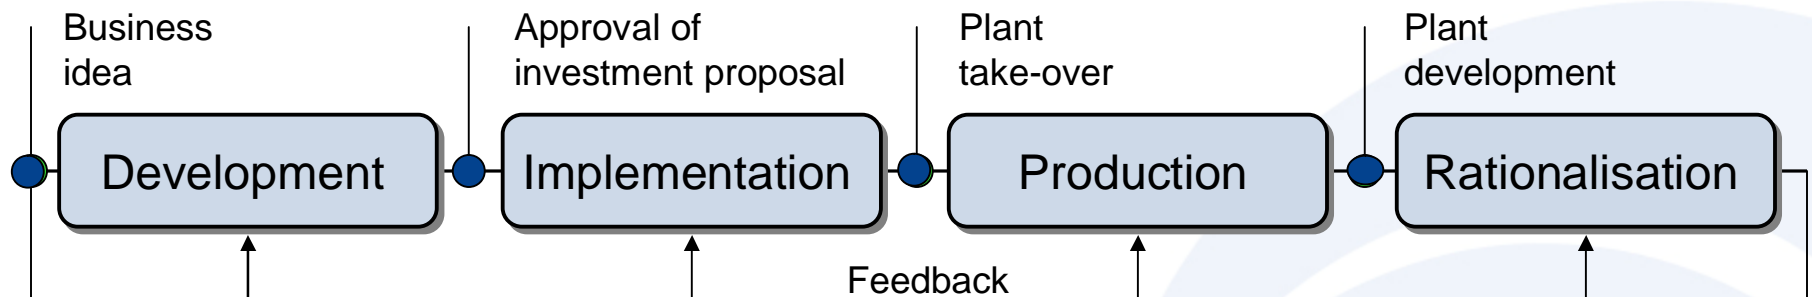 Business
idea
Approval of
investment proposal
Plant
take-over
Plant
development
Development
Implementation
Production
Rationalisation
Feedback